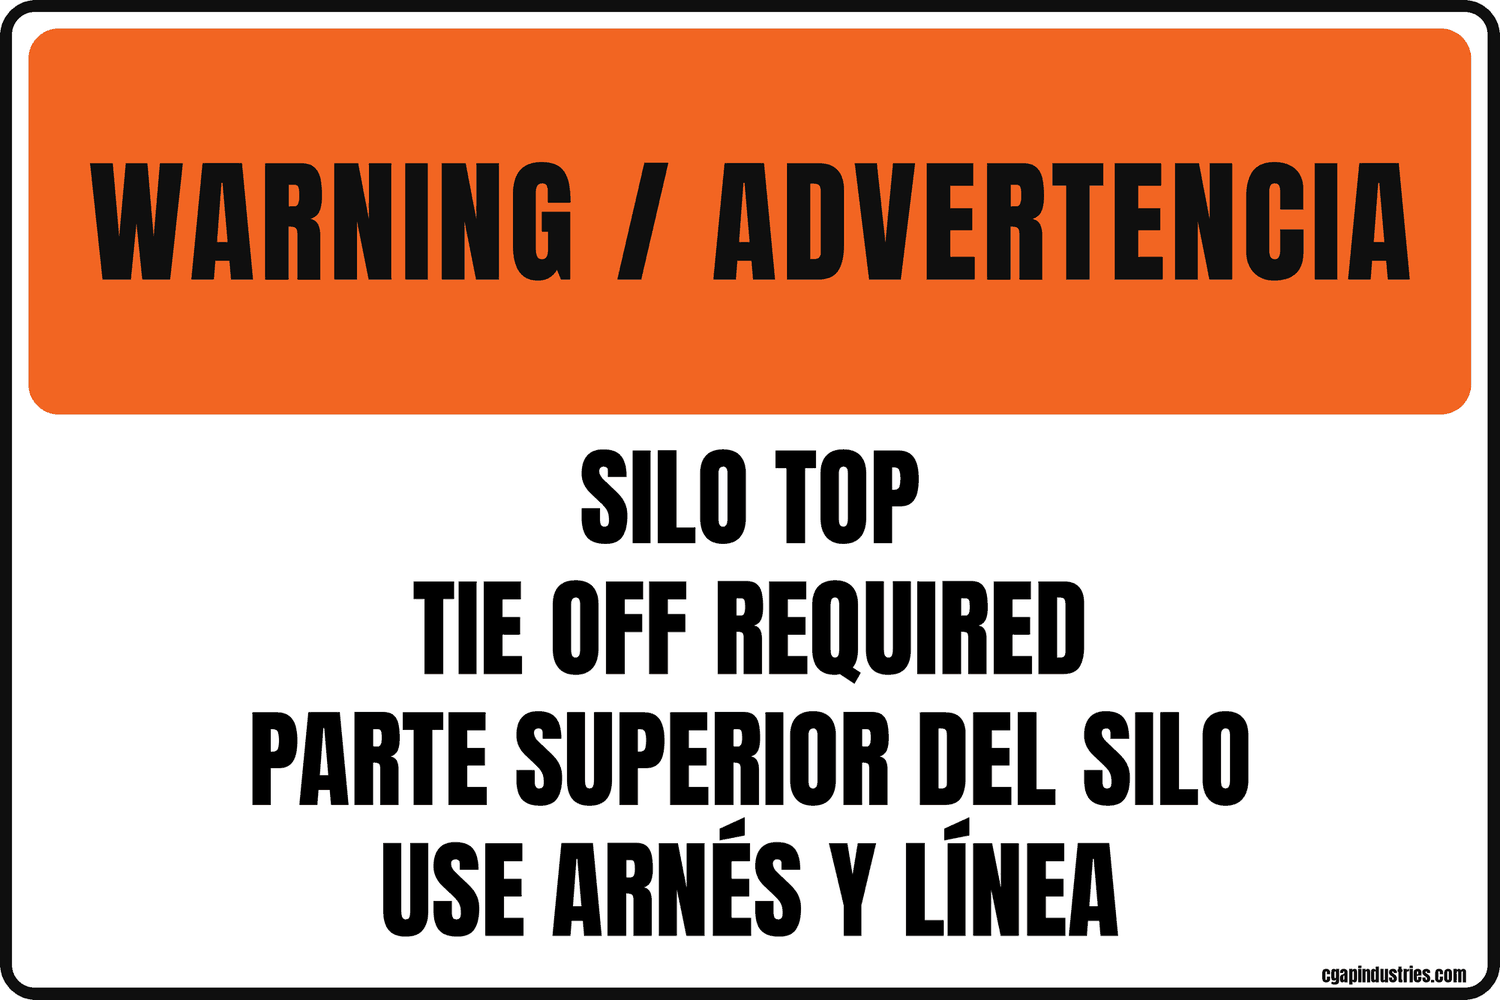 WARNING / ADVERTENCIA
SILO TOP
TIE OFF REQUIRED
PARTE SUPERIOR DEL SILO
USE ARNÉS Y LÍNEA
cgapindustries.com